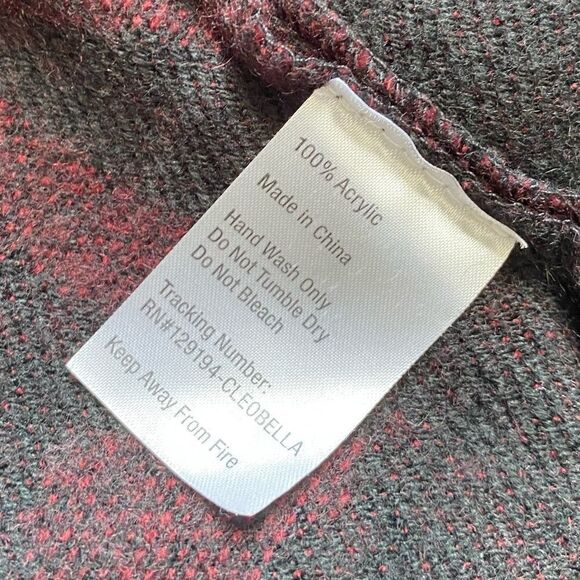 100% Acrylic
Made in China
Hand Wash Only
Do Not Tumble Dry
Do Not Bleach
Tracking Number:
RN#129194-CLEOBELLA
Keep Away From Fire